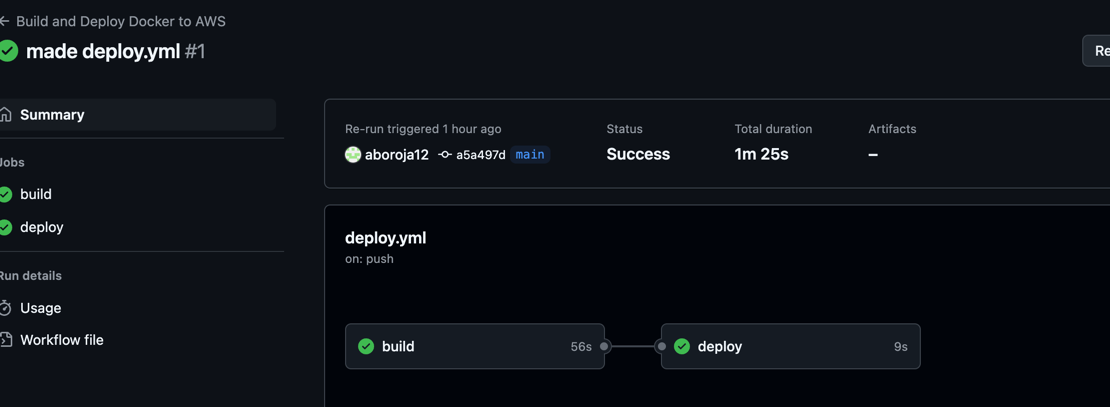 ← Build and Deploy Docker to AWS
made deploy.yml #1
Re
Summary
Jobs
build
deploy
Run details
Usage
Workflow file
Re-run triggered 1 hour ago
aboroja12 a5a497d main
Status
Success
Total duration
1m 25s
Artifacts
–
deploy.yml
on: push
build 56s
deploy 9s